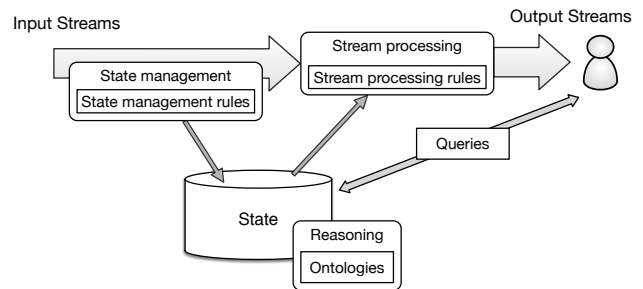 Input Streams
Output Streams
Stream processing
Stream processing rules
State management
State management rules
Queries
State
Reasoning
Ontologies